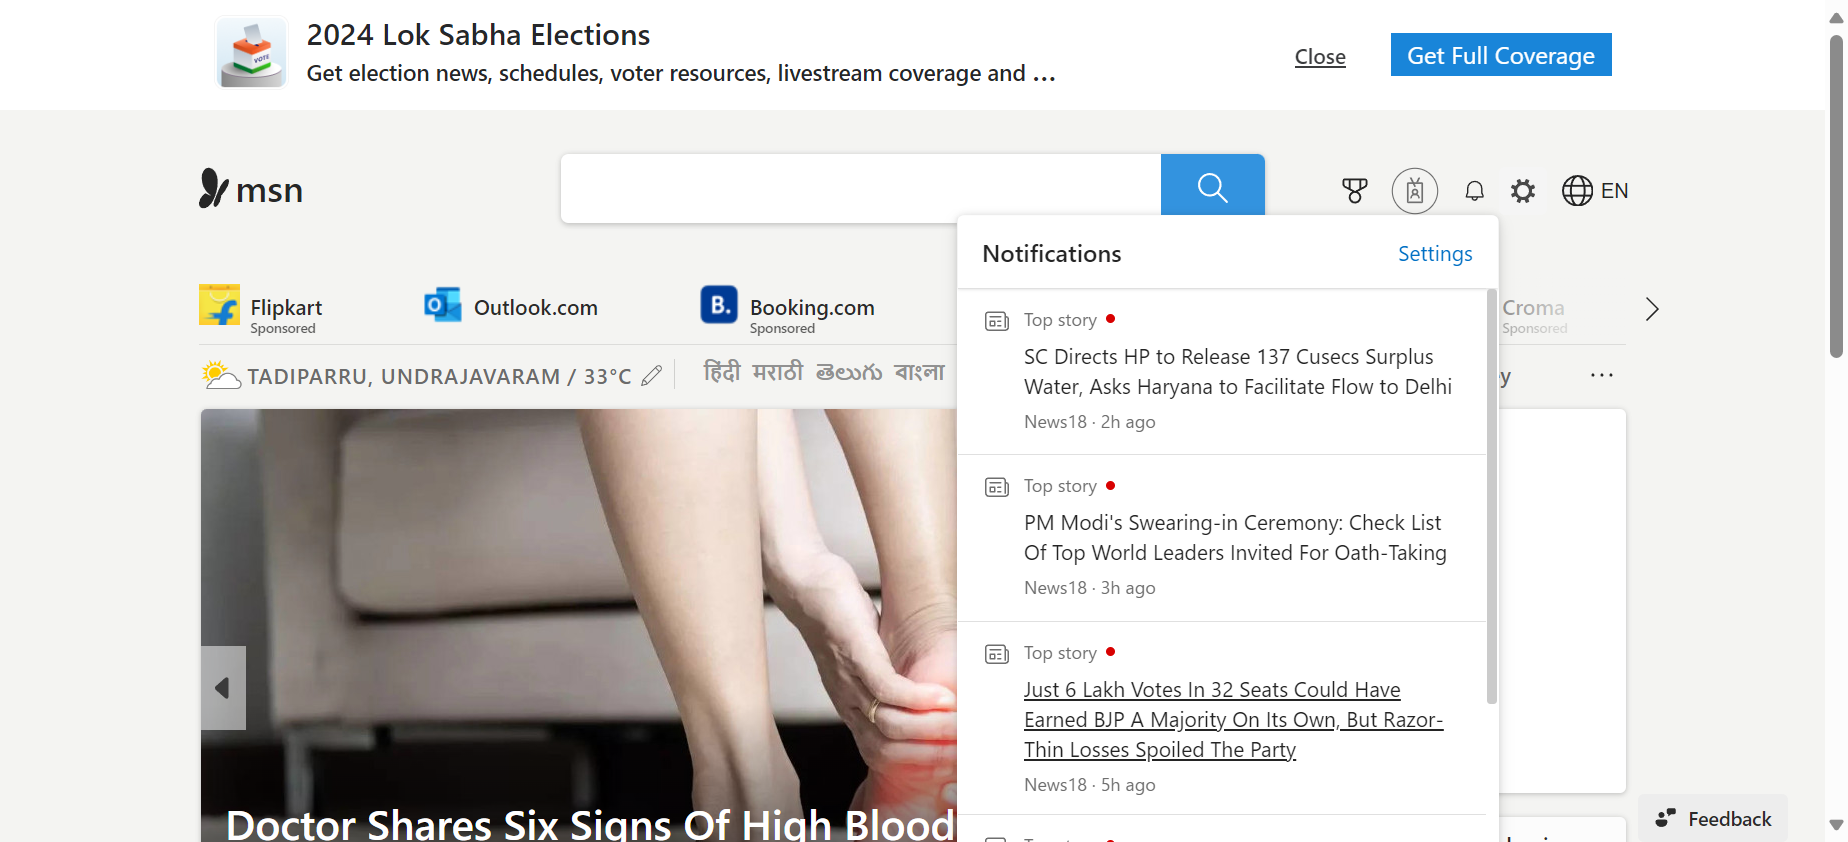 2024 Lok Sabha Elections
Get election news, schedules, voter resources, livestream coverage and ...
Close
Get Full Coverage
VOTE
msn
EN
Notifications
Settings
Flipkart
Sponsored
Outlook.com
Booking.com
Sponsored
Croma
Sponsored
TADIPARRU, UNDRAJAVARAM / 33°C
हिंदी मराठी తెలుగు বাংলা
Top story
SC Directs HP to Release 137 Cusecs Surplus
Water, Asks Haryana to Facilitate Flow to Delhi
News18 · 2h ago
Top story
PM Modi's Swearing-in Ceremony: Check List
Of Top World Leaders Invited For Oath-Taking
News18 · 3h ago
Top story
Just 6 Lakh Votes In 32 Seats Could Have
Earned BJP A Majority On Its Own, But Razor-
Thin Losses Spoiled The Party
News18 · 5h ago
Top story
Doctor Shares Six Signs Of High Blood
Feedback